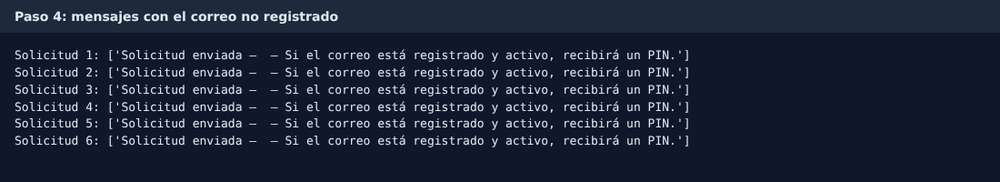 Paso 4: mensajes con el correo no registrado
Solicitud 1: ['Solicitud enviada —  — Si el correo está registrado y activo, recibirá un PIN.']
Solicitud 2: ['Solicitud enviada —  — Si el correo está registrado y activo, recibirá un PIN.']
Solicitud 3: ['Solicitud enviada —  — Si el correo está registrado y activo, recibirá un PIN.']
Solicitud 4: ['Solicitud enviada —  — Si el correo está registrado y activo, recibirá un PIN.']
Solicitud 5: ['Solicitud enviada —  — Si el correo está registrado y activo, recibirá un PIN.']
Solicitud 6: ['Solicitud enviada —  — Si el correo está registrado y activo, recibirá un PIN.']